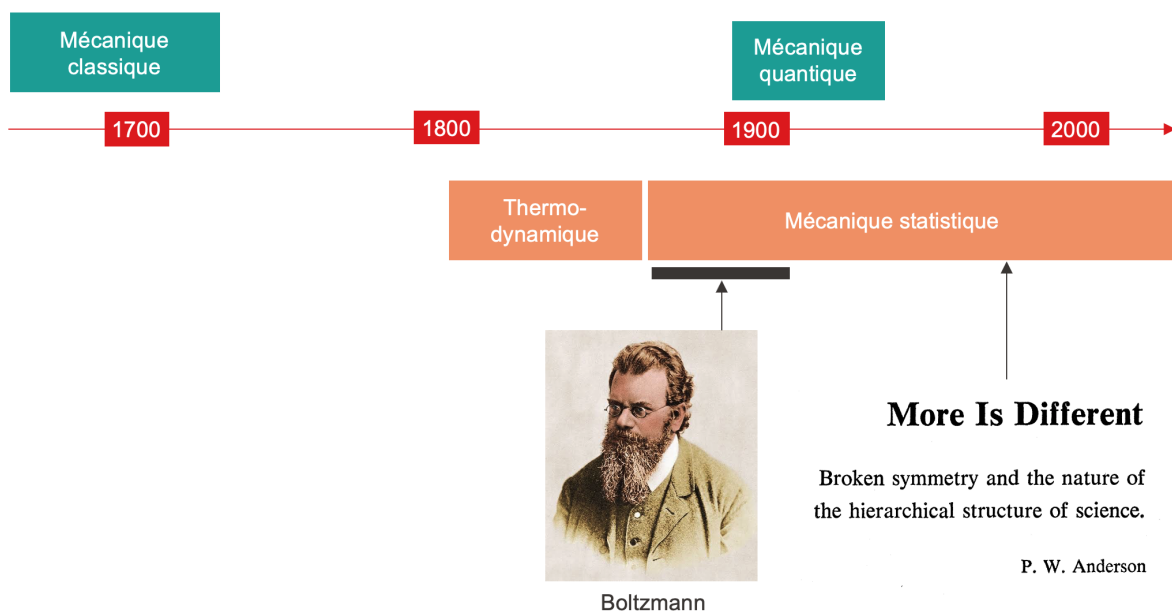 Mécanique
classique
Mécanique
quantique
1700
1800
1900
2000
Thermo-
dynamique
Mécanique statistique
More Is Different
Broken symmetry and the nature of
the hierarchical structure of science.
P. W. Anderson
Boltzmann